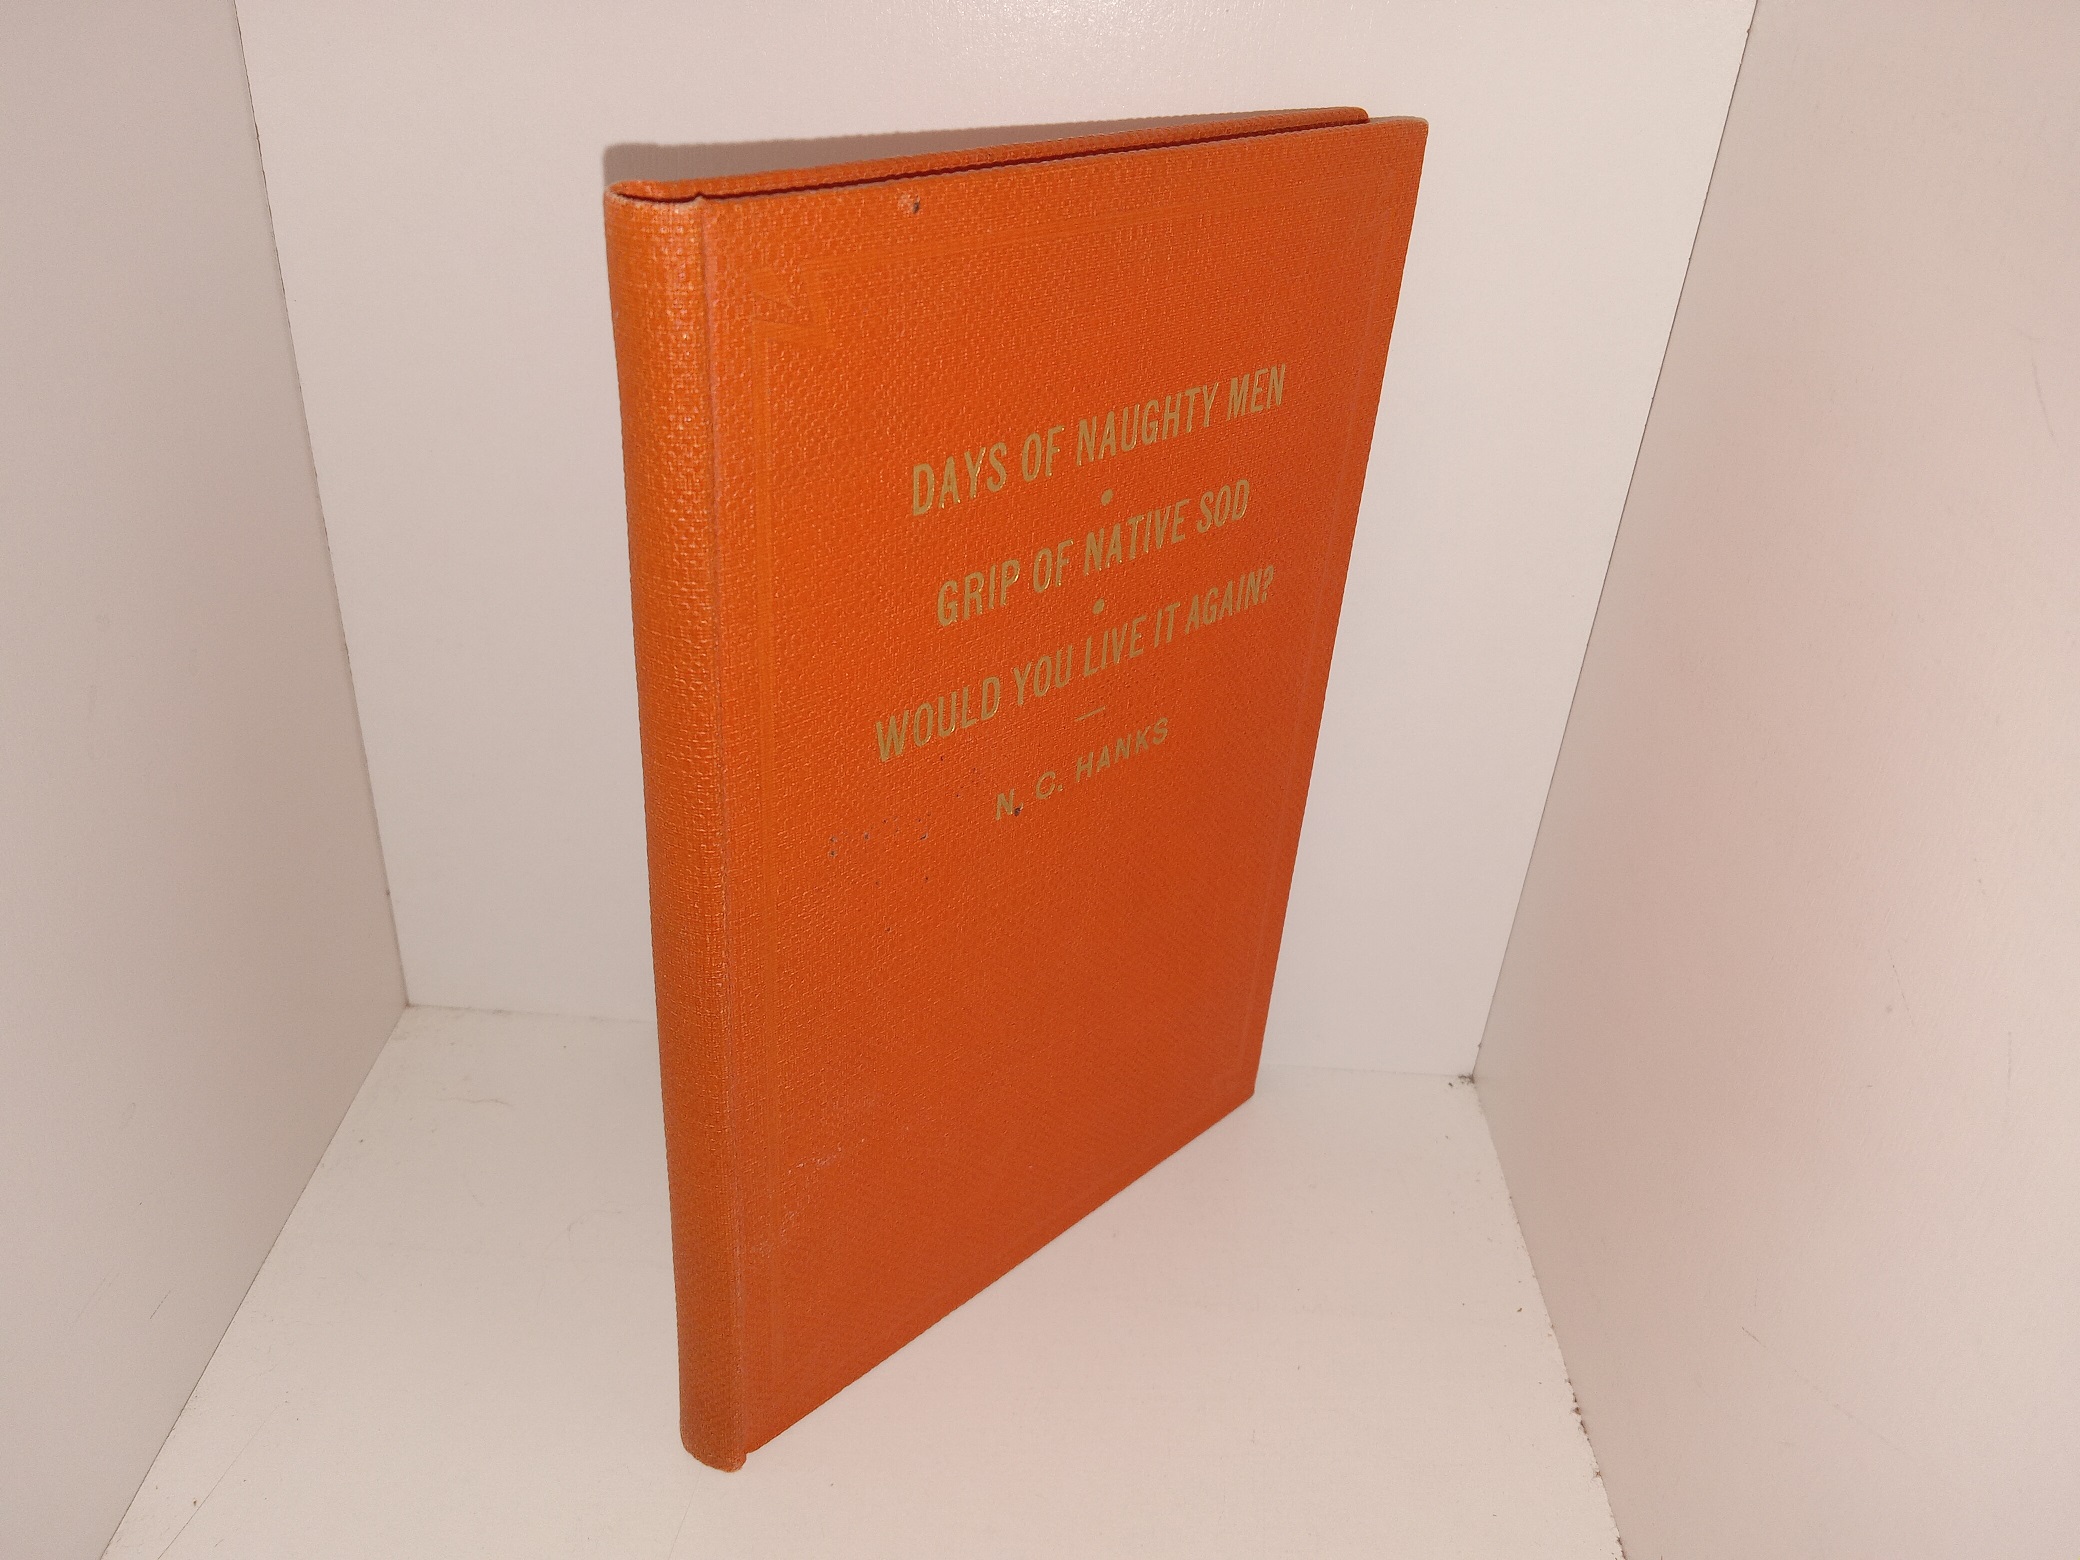 DAYS OF NAUGHTY MEN
•
GRIP OF NATIVE SOD
•
WOULD YOU LIVE IT AGAIN?
—
N. C. HANKS